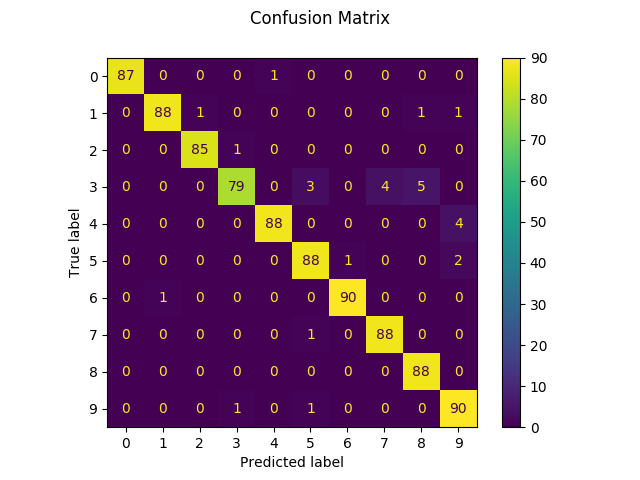 Confusion Matrix
True label
0 87 0 0 0 1 0 0 0 0 0
1 0 88 1 0 0 0 0 0 1 1
2 0 0 85 1 0 0 0 0 0 0
3 0 0 0 79 0 3 0 4 5 0
4 0 0 0 0 88 0 0 0 0 4
5 0 0 0 0 0 88 1 0 0 2
6 0 1 0 0 0 0 90 0 0 0
7 0 0 0 0 0 1 0 88 0 0
8 0 0 0 0 0 0 0 0 88 0
9 0 0 0 1 0 1 0 0 0 90
0 1 2 3 4 5 6 7 8 9
Predicted label
90
80
70
60
50
40
30
20
10
0